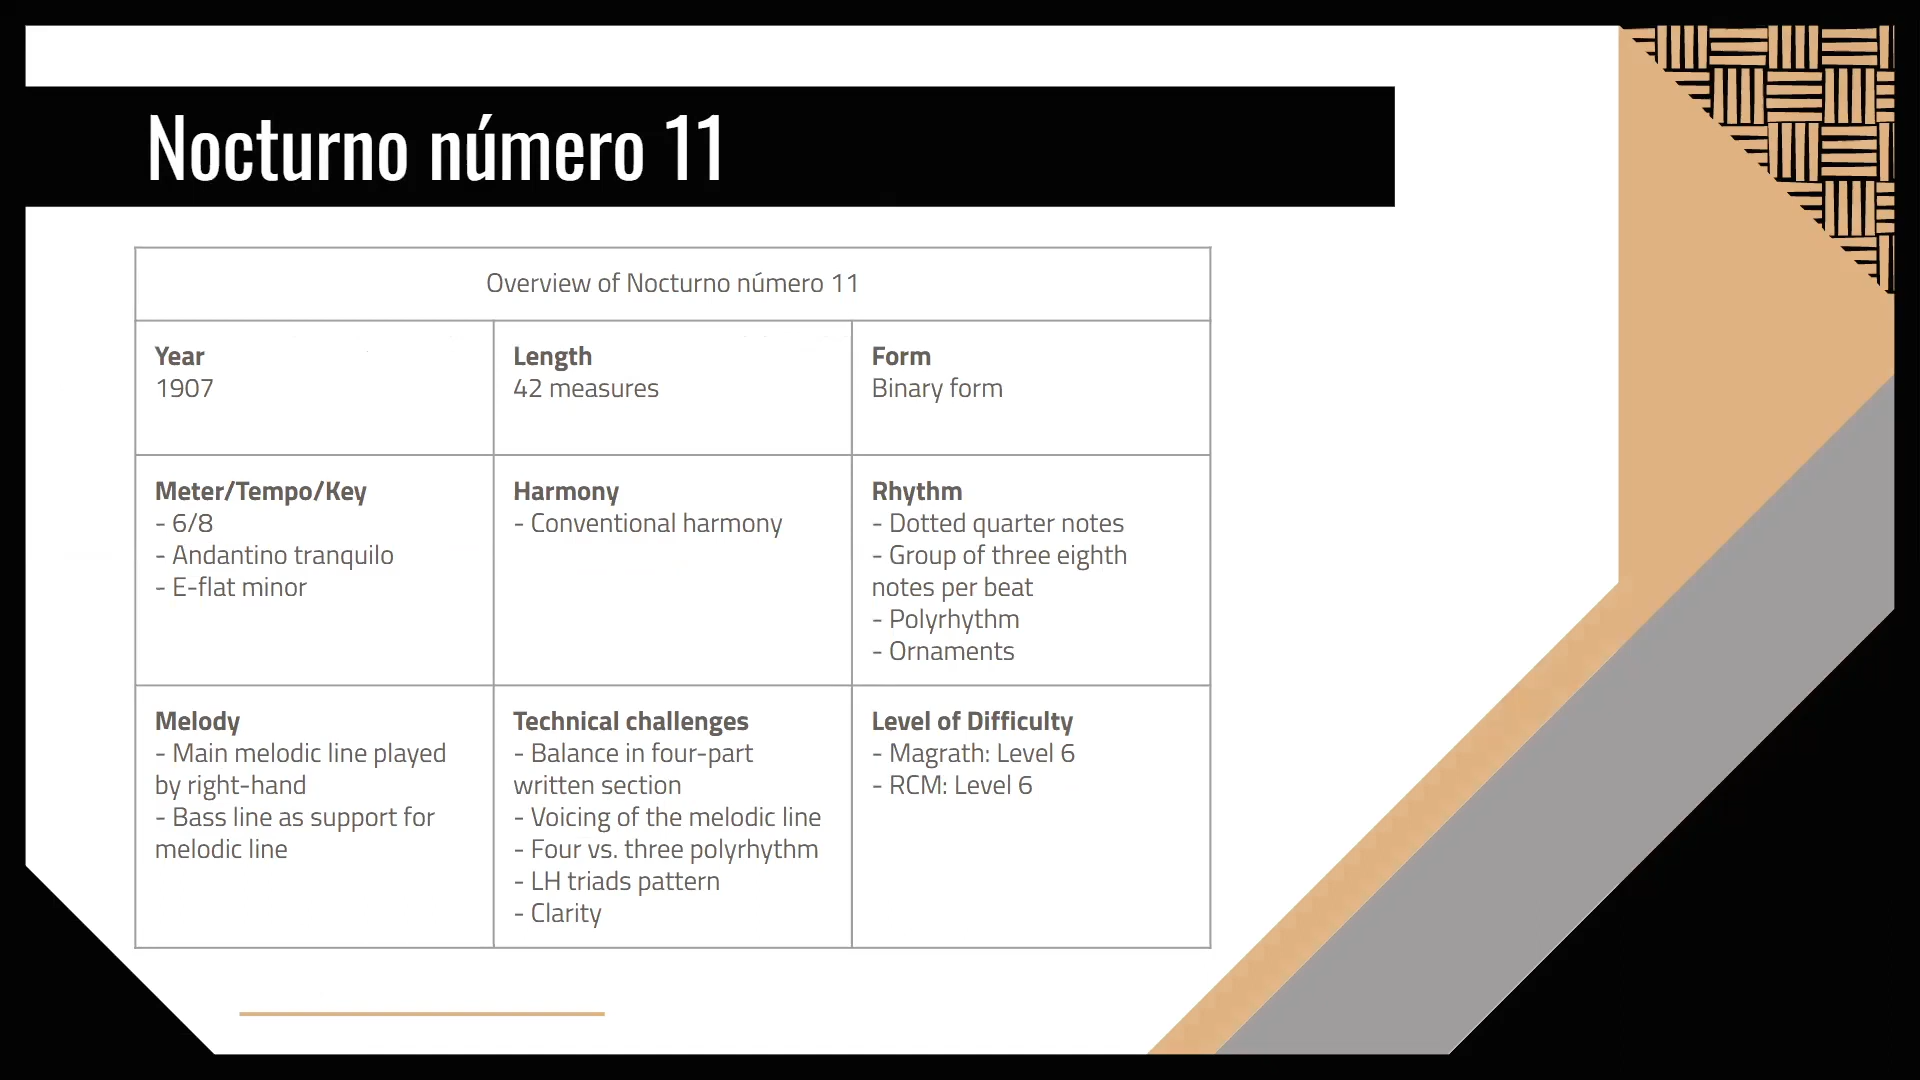 Nocturno número 11
Overview of Nocturno número 11
Year
1907
Length
42 measures
Form
Binary form
Meter/Tempo/Key
- 6/8
- Andantino tranquilo
- E-flat minor
Harmony
- Conventional harmony
Rhythm
- Dotted quarter notes
- Group of three eighth
notes per beat
- Polyrhythm
- Ornaments
Melody
- Main melodic line played
by right-hand
- Bass line as support for
melodic line
Technical challenges
- Balance in four-part
written section
- Voicing of the melodic line
- Four vs. three polyrhythm
- LH triads pattern
- Clarity
Level of Difficulty
- Magrath: Level 6
- RCM: Level 6